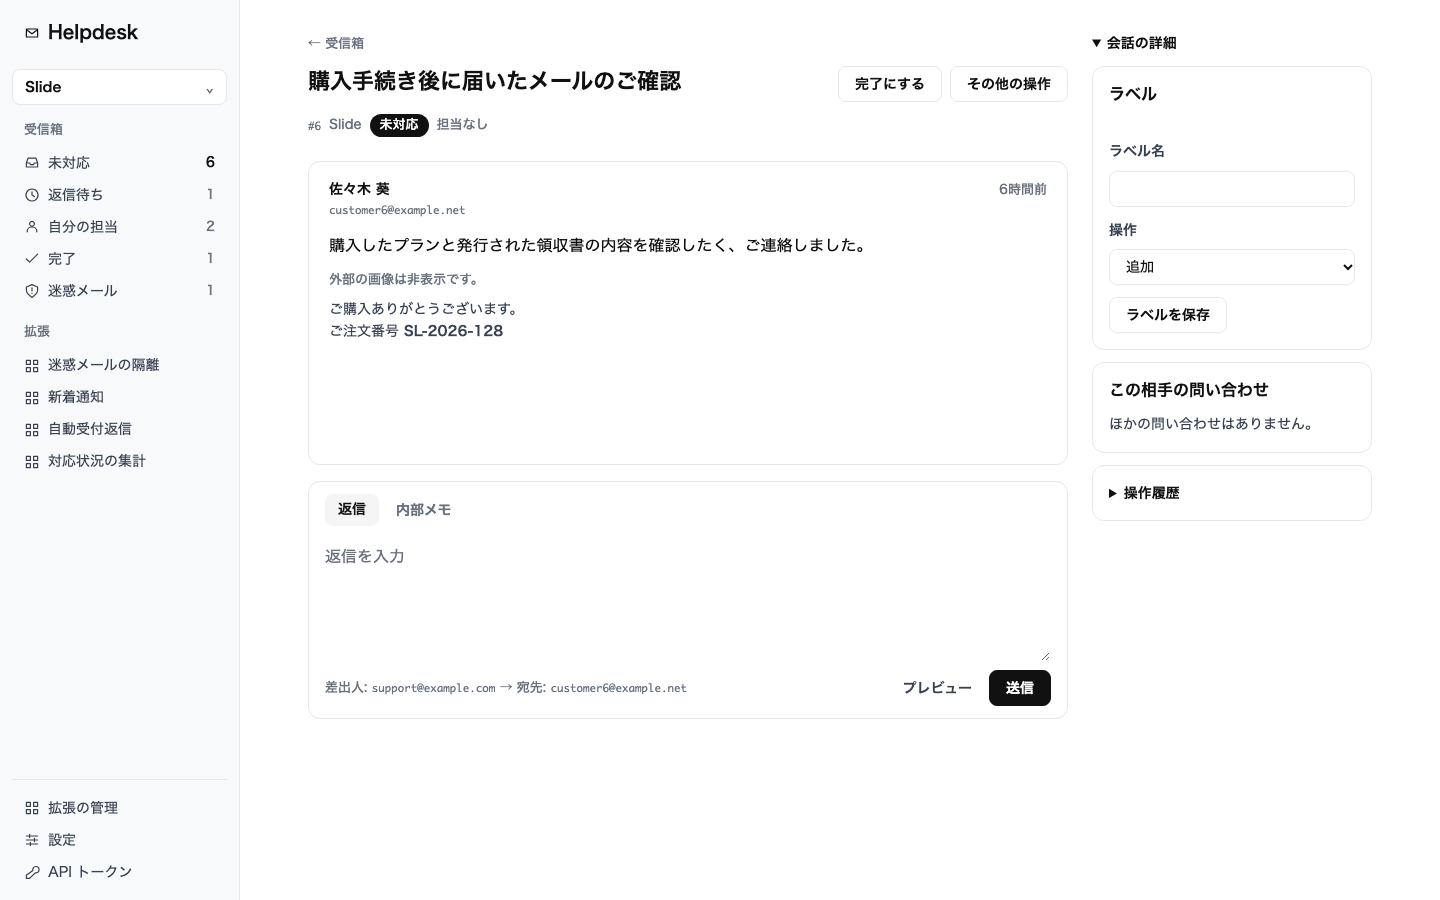 Helpdesk
Slide
受信箱
未対応 6
返信待ち 1
自分の担当 2
完了 1
迷惑メール 1
拡張
迷惑メールの隔離
新着通知
自動受付返信
対応状況の集計
拡張の管理
設定
API トークン
← 受信箱
購入手続き後に届いたメールのご確認
完了にする
その他の操作
#6 Slide 未対応 担当なし
佐々木 葵
6時間前
customer6@example.net
購入したプランと発行された領収書の内容を確認したく、ご連絡しました。
外部の画像は非表示です。
ご購入ありがとうございます。
ご注文番号 SL-2026-128
返信 内部メモ
返信を入力
差出人: support@example.com → 宛先: customer6@example.net
プレビュー
送信
▼ 会話の詳細
ラベル
ラベル名
操作
追加
ラベルを保存
この相手の問い合わせ
ほかの問い合わせはありません。
▶ 操作履歴